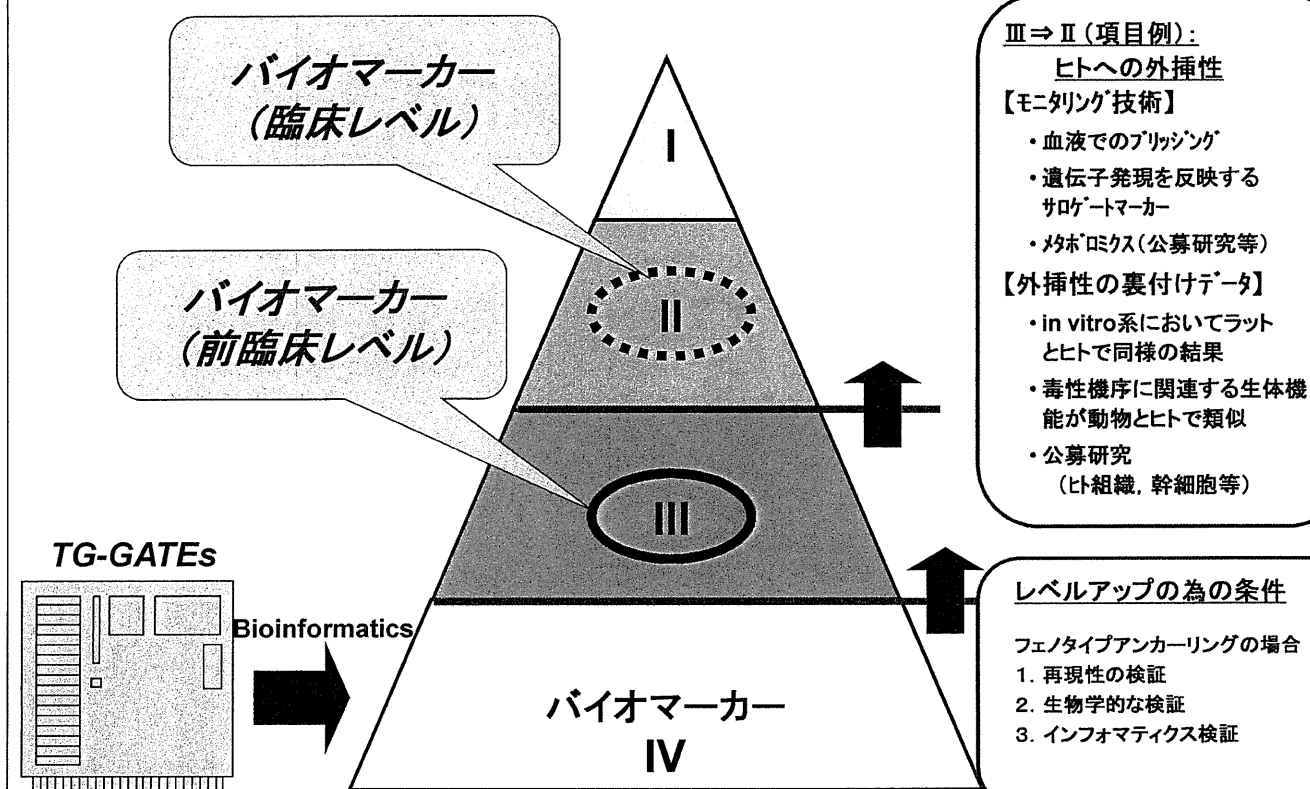 バイオマーカー
（臨床レベル）
バイオマーカー
（前臨床レベル）
I
II
III
バイオマーカー
IV
TG-GATEs
Bioinformatics
Ⅲ⇒Ⅱ（項目例）：
ヒトへの外挿性
【ﾓﾆﾀﾘﾝｸﾞ技術】
・血液でのﾌﾞﾘｯｼﾞﾝｸﾞ
・遺伝子発現を反映する
ｻﾛｹﾞｰﾄﾏｰｶｰ
・ﾒﾀﾎﾞﾛﾐｸｽ（公募研究等）
【外挿性の裏付けﾃﾞｰﾀ】
・in vitro系においてラット
とヒトで同様の結果
・毒性機序に関連する生体機
能が動物とヒトで類似
・公募研究
（ﾋﾄ組織，幹細胞等）
レベルアップの為の条件
フェノタイプアンカーリングの場合
1．再現性の検証
2．生物学的な検証
3．インフォマティクス検証